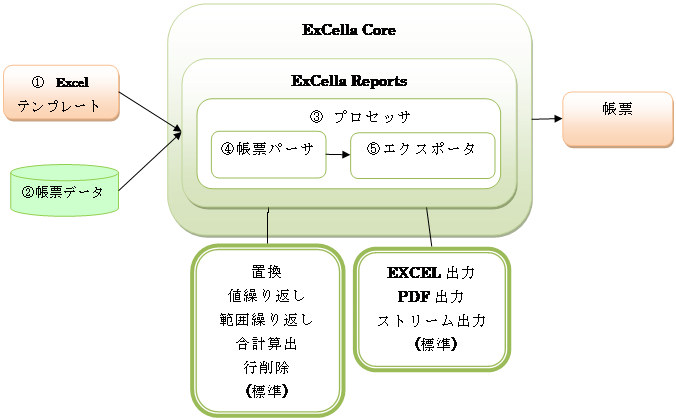 ExCella Core
ExCella Reports
① Excel
テンプレート
③ プロセッサ
帳票
④帳票パーサ
⑤エクスポータ
②帳票データ
置換
値繰り返し
範囲繰り返し
合計算出
行削除
(標準)
EXCEL 出力
PDF 出力
ストリーム出力
(標準)